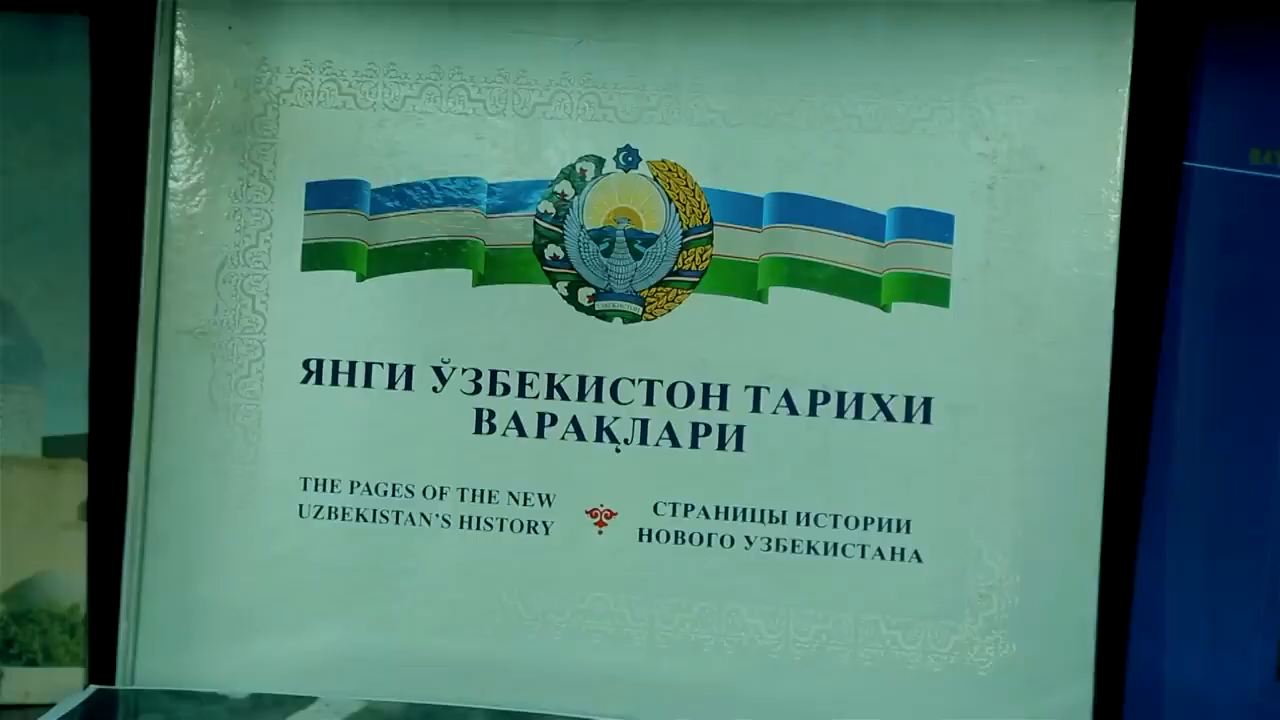 ЯНГИ ЎЗБЕКИСТОН ТАРИХИ
ВАРАҚЛАРИ
THE PAGES OF THE NEW
UZBEKISTAN'S HISTORY
СТРАНИЦЫ ИСТОРИИ
НОВОГО УЗБЕКИСТАНА